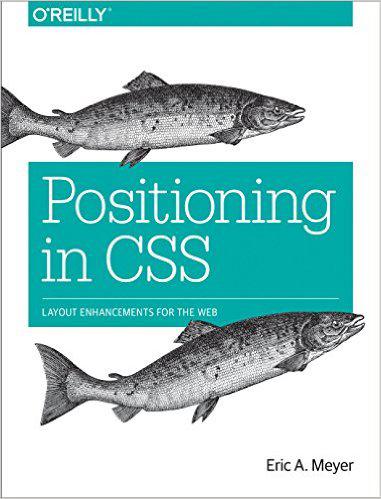 O'REILLY®
Positioning
in CSS
LAYOUT ENHANCEMENTS FOR THE WEB
Eric A. Meyer